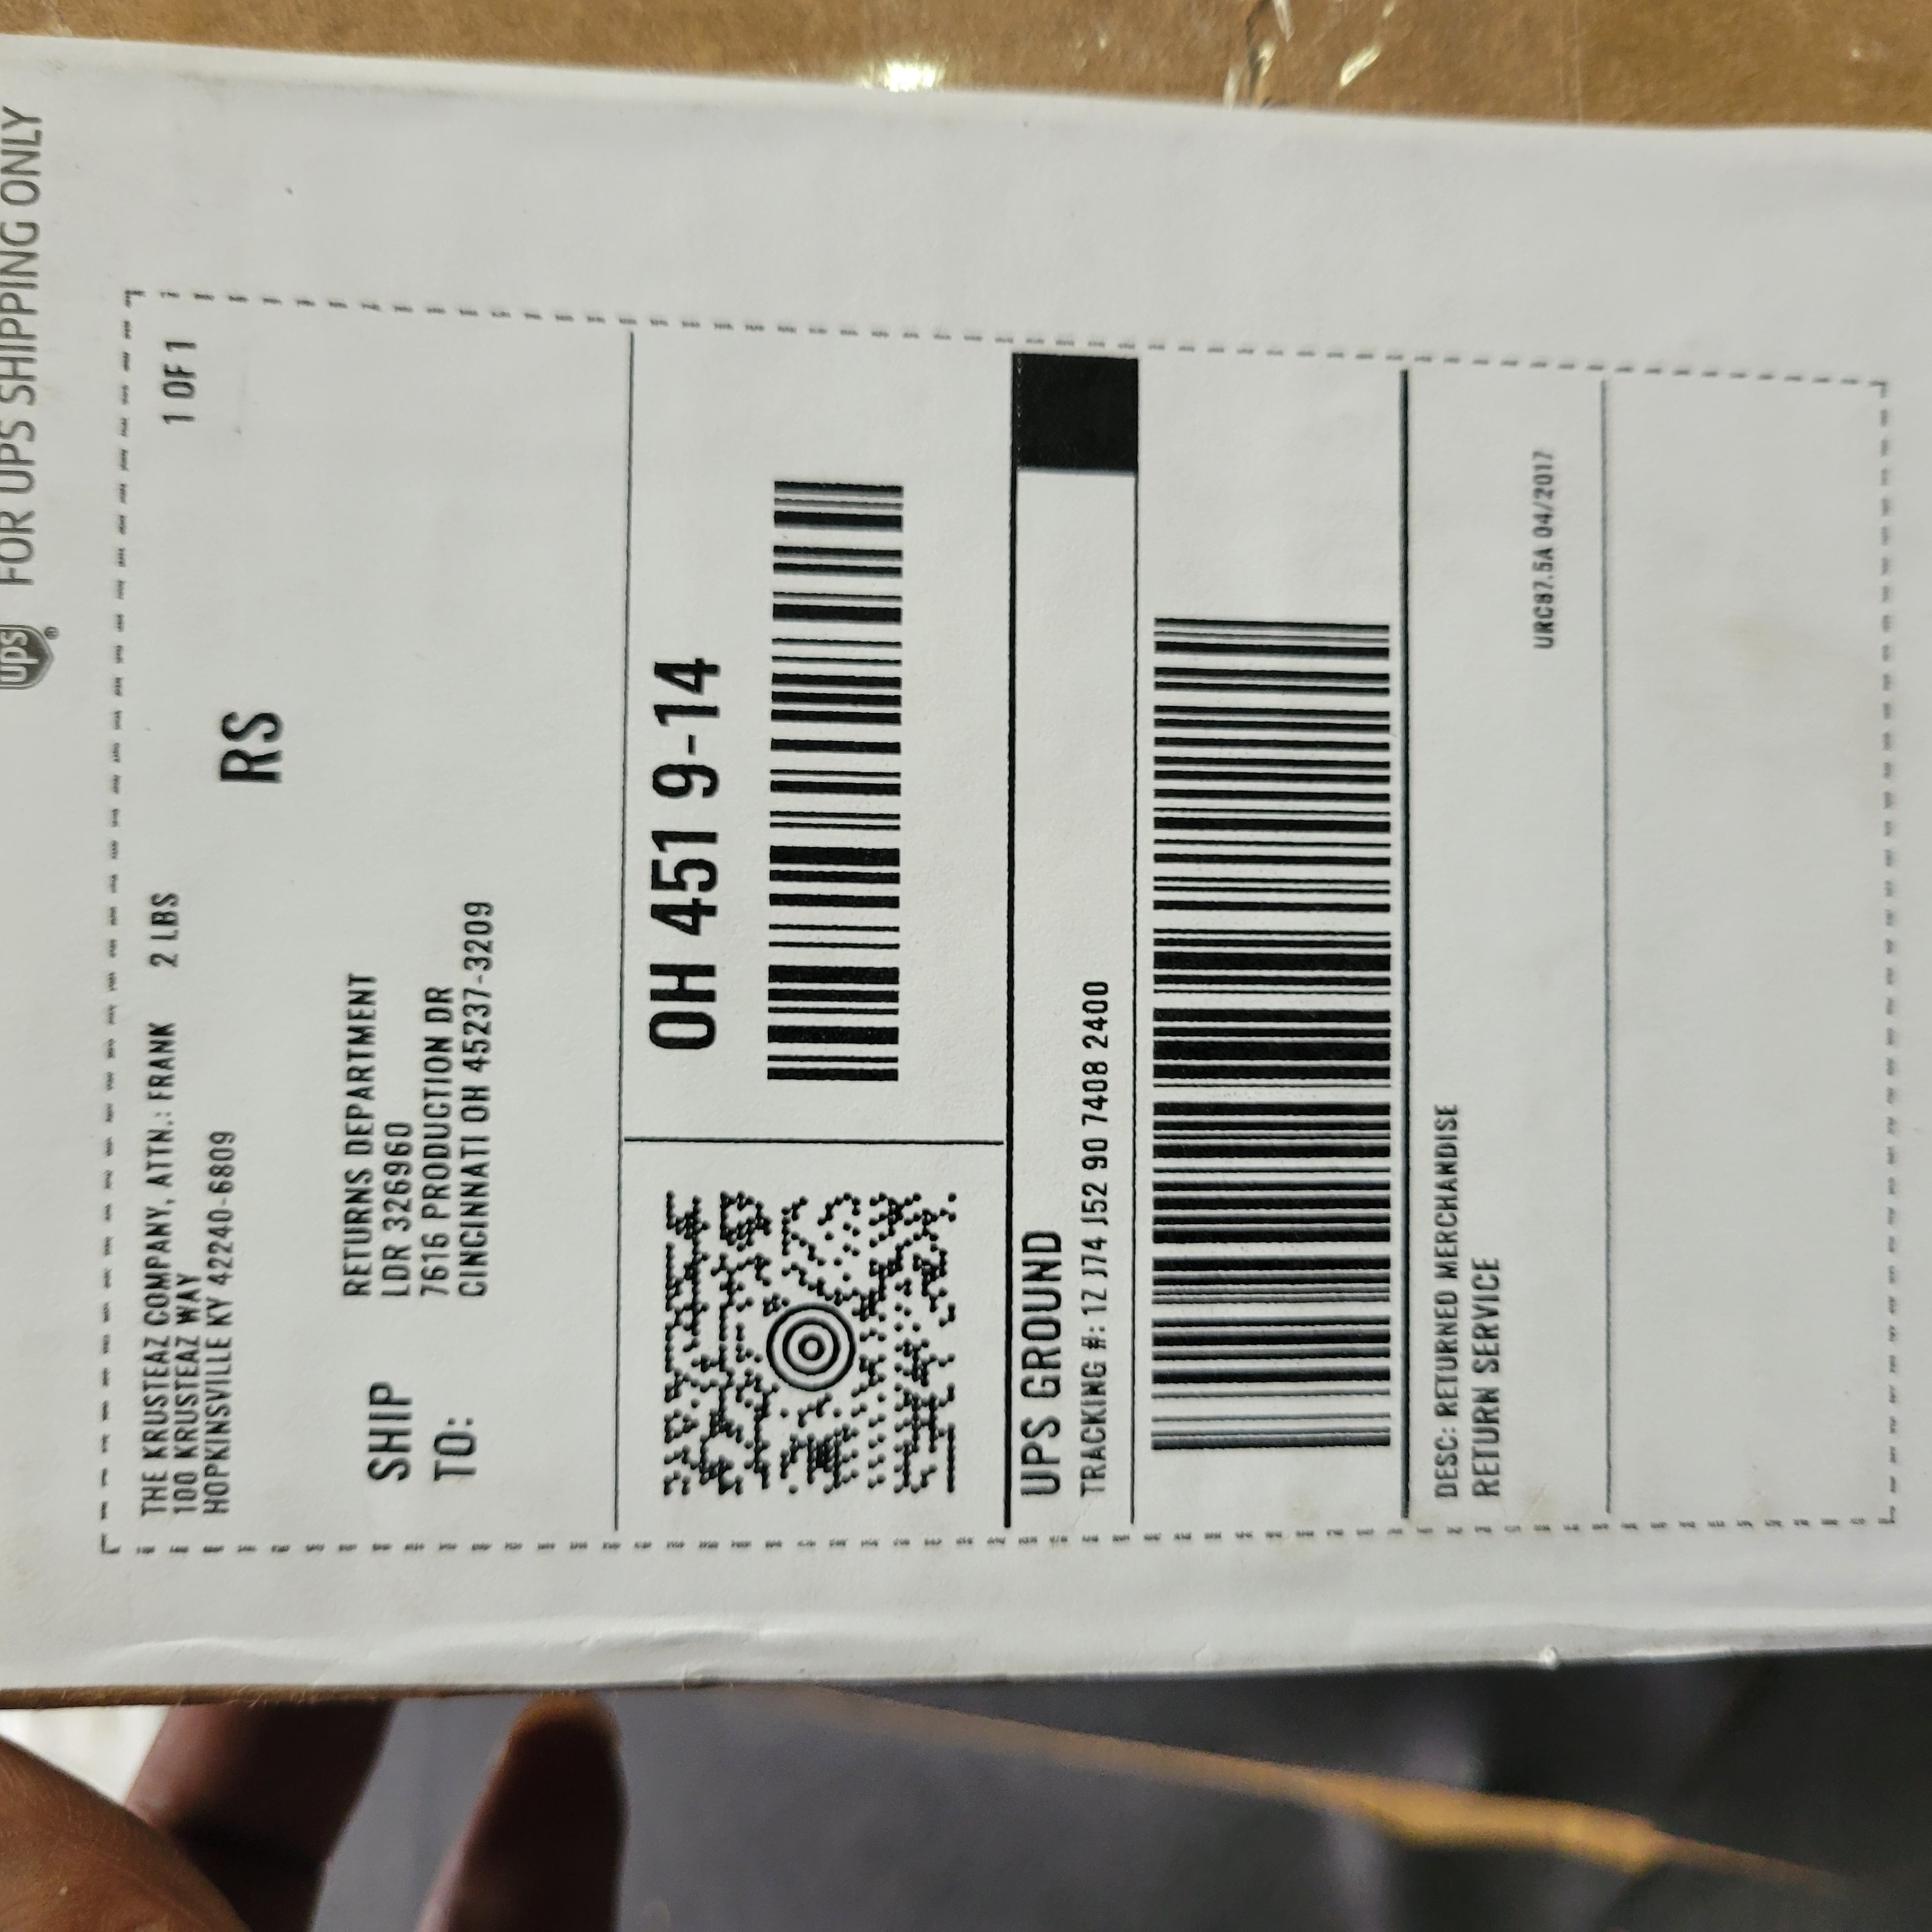 ups® FOR UPS SHIPPING ONLY
THE KRUSTEAZ COMPANY, ATTN.: FRANK 2 LBS 1 OF 1
100 KRUSTEAZ WAY
HOPKINSVILLE KY 42240-6809
RS
SHIP TO:
RETURNS DEPARTMENT
LDR 326960
7616 PRODUCTION DR
CINCINNATI OH 45237-3209
OH 451 9-14
UPS GROUND
TRACKING #: 1Z J74 J52 90 7408 2400
DESC: RETURNED MERCHANDISE
RETURN SERVICE
URC87.5A 04/2017